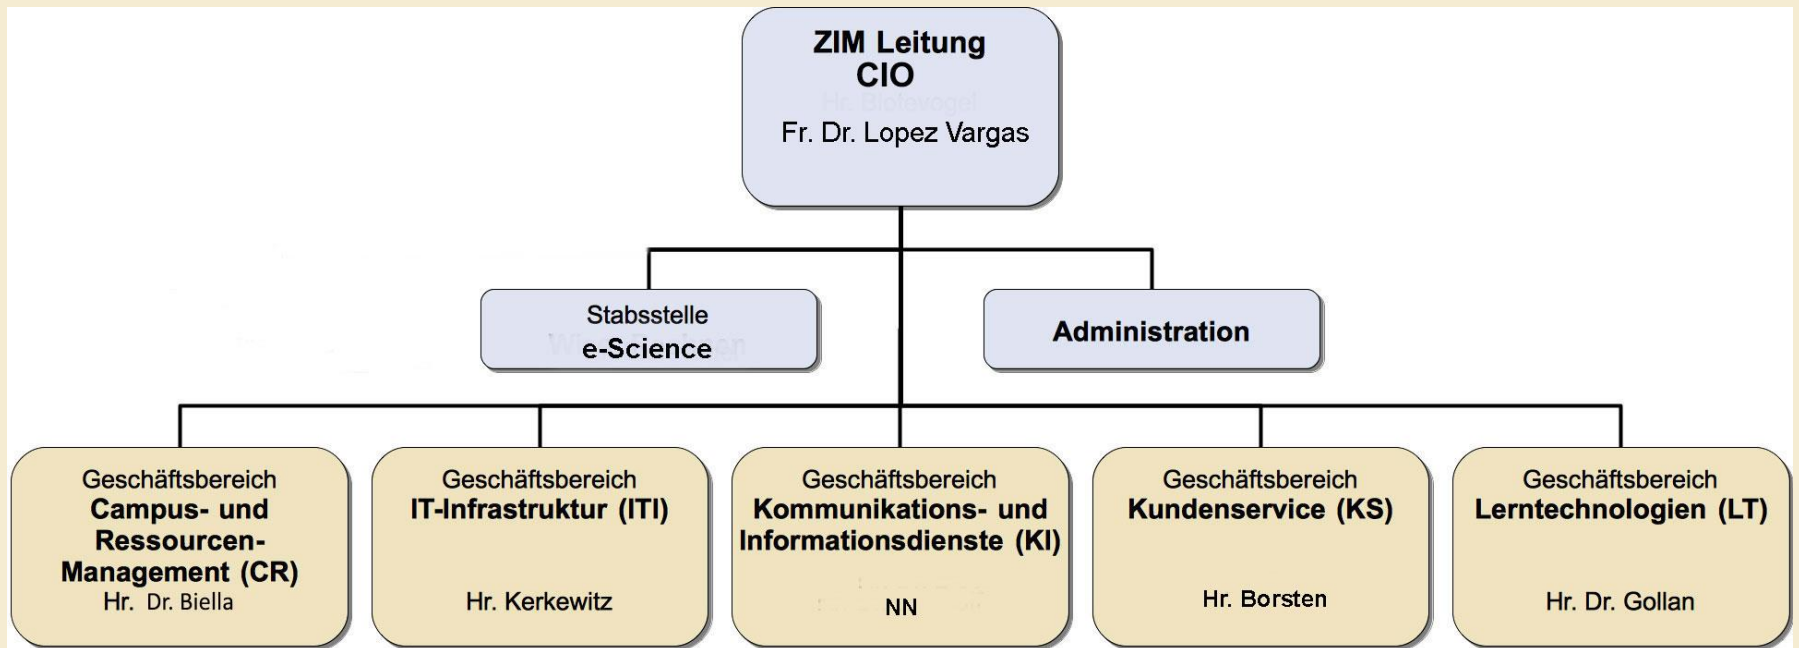 ZIM Leitung
CIO
Fr. Dr. Lopez Vargas
Stabsstelle
e-Science
Administration
Geschäftsbereich
Campus- und
Ressourcen-
Management (CR)
Hr. Dr. Biella
Geschäftsbereich
IT-Infrastruktur (ITI)
Hr. Kerkewitz
Geschäftsbereich
Kommunikations- und
Informationsdienste (KI)
NN
Geschäftsbereich
Kundenservice (KS)
Hr. Borsten
Geschäftsbereich
Lerntechnologien (LT)
Hr. Dr. Gollan